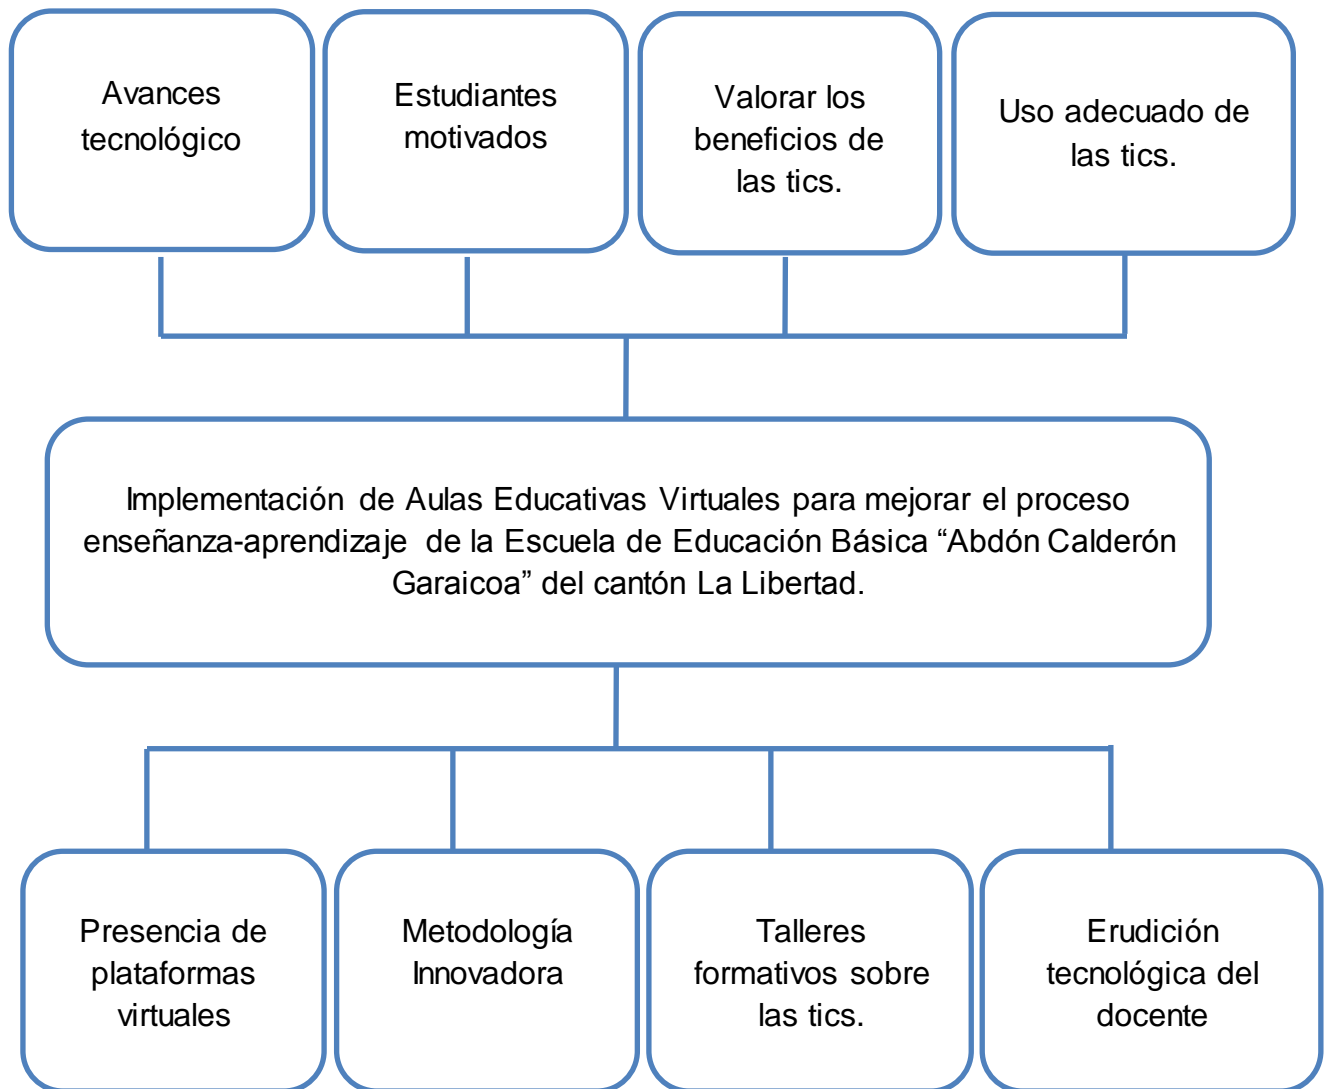 Avances
tecnológico
Estudiantes
motivados
Valorar los
beneficios de
las tics.
Uso adecuado de
las tics.
Implementación de Aulas Educativas Virtuales para mejorar el proceso
enseñanza-aprendizaje de la Escuela de Educación Básica “Abdón Calderón
Garaicoa” del cantón La Libertad.
Presencia de
plataformas
virtuales
Metodología
Innovadora
Talleres
formativos sobre
las tics.
Erudición
tecnológica del
docente